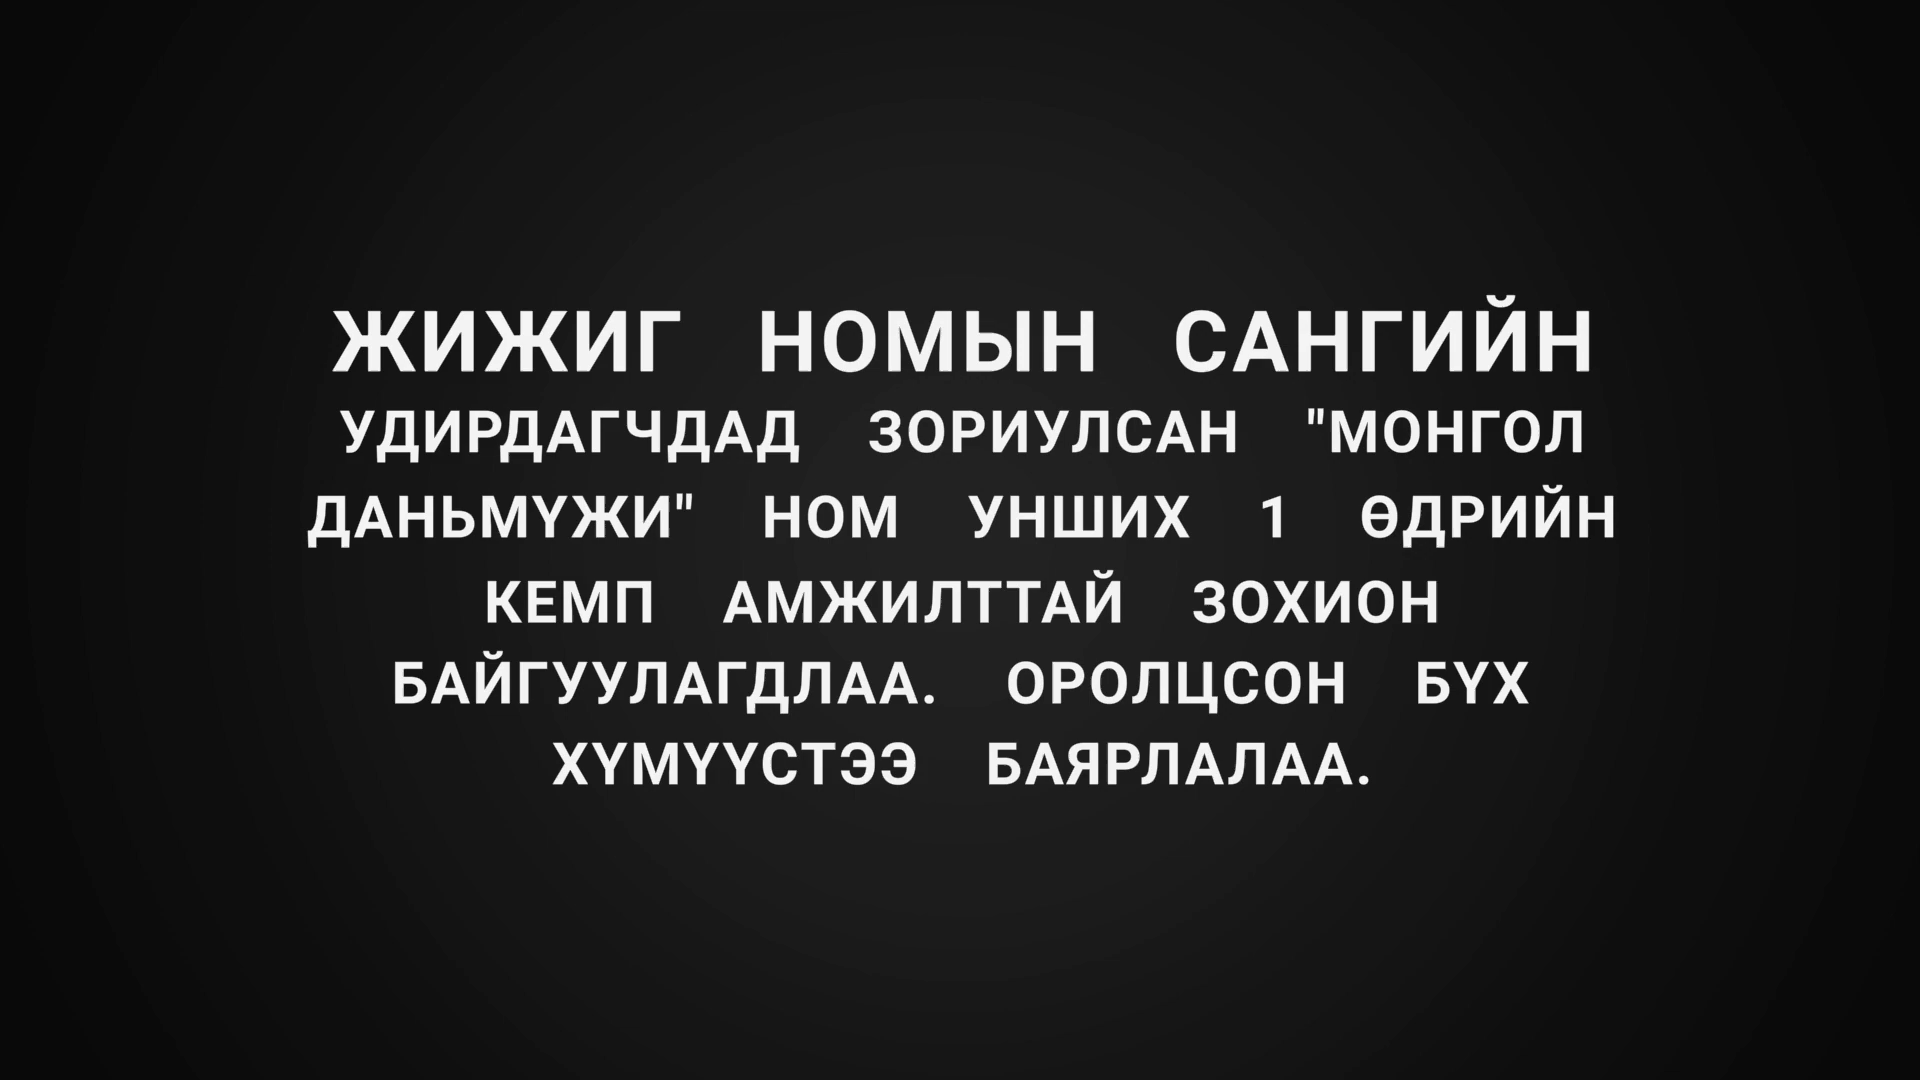 ЖИЖИГ НОМЫН САНГИЙН
УДИРДАГЧДАД ЗОРИУЛСАН "МОНГОЛ
ДАНЬМҮЖИ" НОМ УНШИХ 1 ӨДРИЙН
КЕМП АМЖИЛТТАЙ ЗОХИОН
БАЙГУУЛАГДЛАА. ОРОЛЦСОН БҮХ
ХҮМҮҮСТЭЭ БАЯРЛАЛАА.